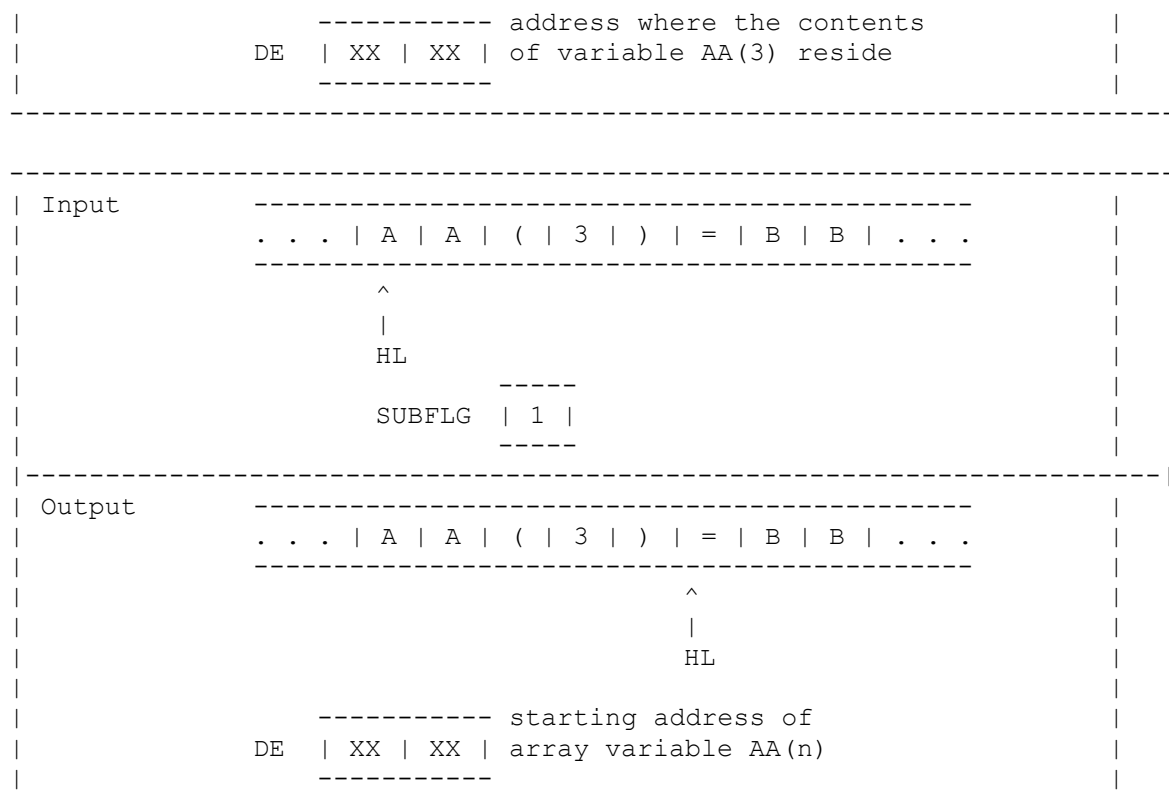 |                   ----------- address where the contents            |
|               DE  | XX | XX | of variable AA(3) reside              |
|                   -----------                                       |
-------------------------------------------------------------------------

-------------------------------------------------------------------------
| Input         ---------------------------------------------         |
|               . . . | A | A | ( | 3 | ) | = | B | B | . . .         |
|               ---------------------------------------------         |
|                       ^                                             |
|                       |                                             |
|                       HL                                            |
|                              -----                                  |
|                       SUBFLG | 1 |                                  |
|                              -----                                  |
|-----------------------------------------------------------------------|
| Output        ---------------------------------------------         |
|               . . . | A | A | ( | 3 | ) | = | B | B | . . .         |
|               ---------------------------------------------         |
|                                           ^                         |
|                                           |                         |
|                                           HL                        |
|                                                                     |
|                   ----------- starting address of                   |
|               DE  | XX | XX | array variable AA(n)                  |
|                   -----------                                       |